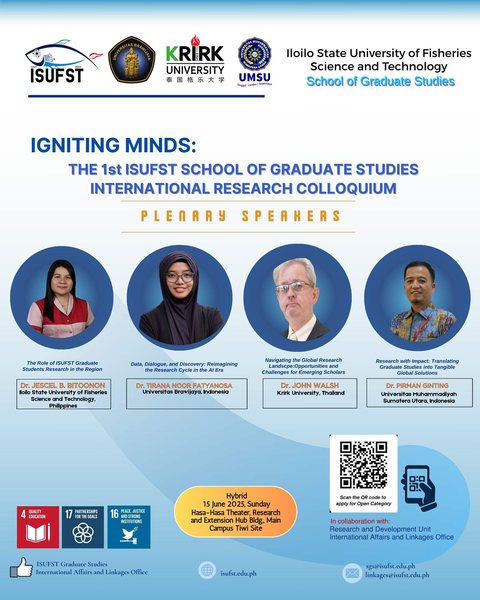 ISUFST
UNIVERSITAS BRAWIJAYA
KRIRK
UNIVERSITY
泰国格乐大学
UMSU
Iloilo State University of Fisheries
Science and Technology
School of Graduate Studies
IGNITING MINDS:
THE 1st ISUFST SCHOOL OF GRADUATE STUDIES
INTERNATIONAL RESEARCH COLLOQUIUM
PLENARY SPEAKERS
The Role of ISUFST Graduate
Students Research in the Region
Dr. JESCEL B. BITOONON
Iloilo State University of Fisheries
Science and Technology,
Philippines
Data, Dialogue, and Discovery: Reimagining
the Research Cycle in the AI Era
Dr. TIRANA NOOR FATYANOSA
Universitas Brawijaya, Indonesia
Navigating the Global Research
Landscpe:Opportunities and
Challenges for Emerging Scholars
Dr. JOHN WALSH
Krirk University, Thailand
Research with Impact: Translating
Graduate Studies into Tangible
Global Solutions
Dr. PIRMAN GINTING
Universitas Muhammadiyah
Sumatera Utara, Indonesia
4 QUALITY
EDUCATION
17 PARTNERSHIPS
FOR THE GOALS
16 PEACE, JUSTICE
AND STRONG
INSTITUTIONS
Hybrid
15 June 2025, Sunday
Hasa-Hasa Theater, Research
and Extension Hub Bldg., Main
Campus Tiwi Site
Scan the QR code to
apply for Open Category
In collaboration with:
Research and Development Unit
International Affairs and Linkages Office
ISUFST Graduate Studies
International Affairs and Linkages Office
isufst.edu.ph
sgs@isufst.edu.ph
linkages@isufst.edu.ph